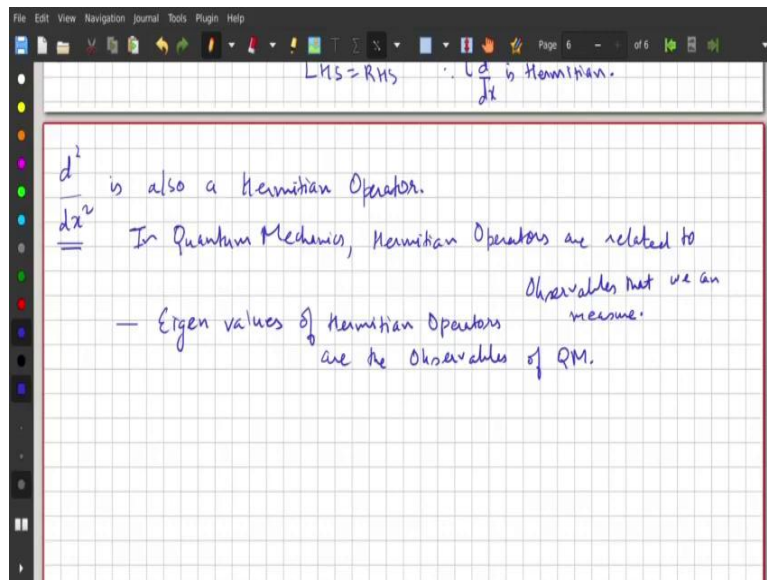 File Edit View Navigation Journal Tools Plugin Help
Page 6 of 6
LHS = RHS ∴ i d/dx is Hermitian.
d²/dx² is also a Hermitian Operator.
In Quantum Mechanics, Hermitian Operators are related to
Observables that we can
measure.
— Eigen values of Hermitian Operators
are the Observables of QM.